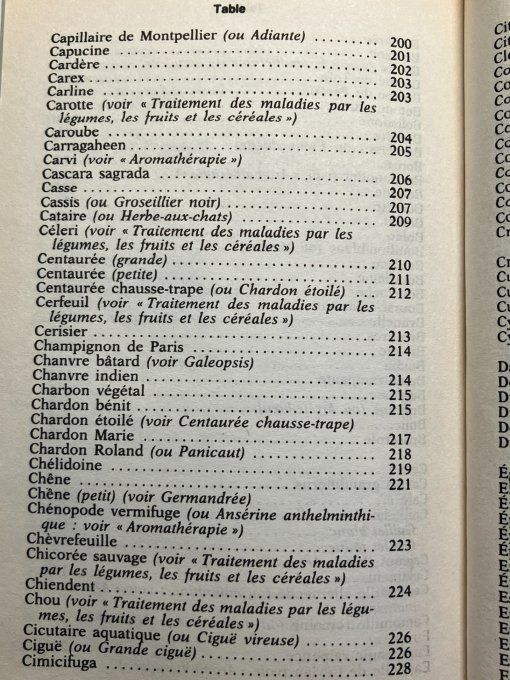 Table
Capillaire de Montpellier (ou Adiante) . . . . . . . . . . 200
Capucine . . . . . . . . . . . . . . . . . . . . 201
Cardère . . . . . . . . . . . . . . . . . . . . 202
Carex . . . . . . . . . . . . . . . . . . . . 203
Carline . . . . . . . . . . . . . . . . . . . . 203
Carotte (voir « Traitement des maladies par les
légumes, les fruits et les céréales »)
Caroube . . . . . . . . . . . . . . . . . . . . 204
Carragaheen . . . . . . . . . . . . . . . . . . . . 205
Carvi (voir « Aromathérapie »)
Cascara sagrada . . . . . . . . . . . . . . . . . . . . 206
Casse . . . . . . . . . . . . . . . . . . . . 207
Cassis (ou Groseillier noir) . . . . . . . . . . . . . . . 207
Cataire (ou Herbe-aux-chats) . . . . . . . . . . . . . . . 209
Céleri (voir « Traitement des maladies par les
légumes, les fruits et les céréales »)
Centaurée (grande) . . . . . . . . . . . . . . . . . . . . 210
Centaurée (petite) . . . . . . . . . . . . . . . . . . . . 211
Centaurée chausse-trape (ou Chardon étoilé) . . . . 212
Cerfeuil (voir « Traitement des maladies par les
légumes, les fruits et les céréales »)
Cerisier . . . . . . . . . . . . . . . . . . . . 213
Champignon de Paris . . . . . . . . . . . . . . . . . . . . 214
Chanvre bâtard (voir Galeopsis)
Chanvre indien . . . . . . . . . . . . . . . . . . . . 214
Charbon végétal . . . . . . . . . . . . . . . . . . . . 215
Chardon bénit . . . . . . . . . . . . . . . . . . . . 215
Chardon étoilé (voir Centaurée chausse-trape)
Chardon Marie . . . . . . . . . . . . . . . . . . . . 217
Chardon Roland (ou Panicaut) . . . . . . . . . . . . . . . 218
Chélidoine . . . . . . . . . . . . . . . . . . . . 219
Chêne . . . . . . . . . . . . . . . . . . . . 221
Chêne (petit) (voir Germandrée)
Chénopode vermifuge (ou Ansérine anthelminthi-
que : voir « Aromathérapie »)
Chèvrefeuille . . . . . . . . . . . . . . . . . . . . 223
Chicorée sauvage (voir « Traitement des maladies
par les légumes, les fruits et les céréales »)
Chiendent . . . . . . . . . . . . . . . . . . . . 224
Chou (voir « Traitement des maladies par les légu-
mes, les fruits et les céréales »)
Cicutaire aquatique (ou Ciguë vireuse) . . . . . . . . 226
Ciguë (ou Grande ciguë) . . . . . . . . . . . . . . . . . . 226
Cimicifuga . . . . . . . . . . . . . . . . . . . . 228